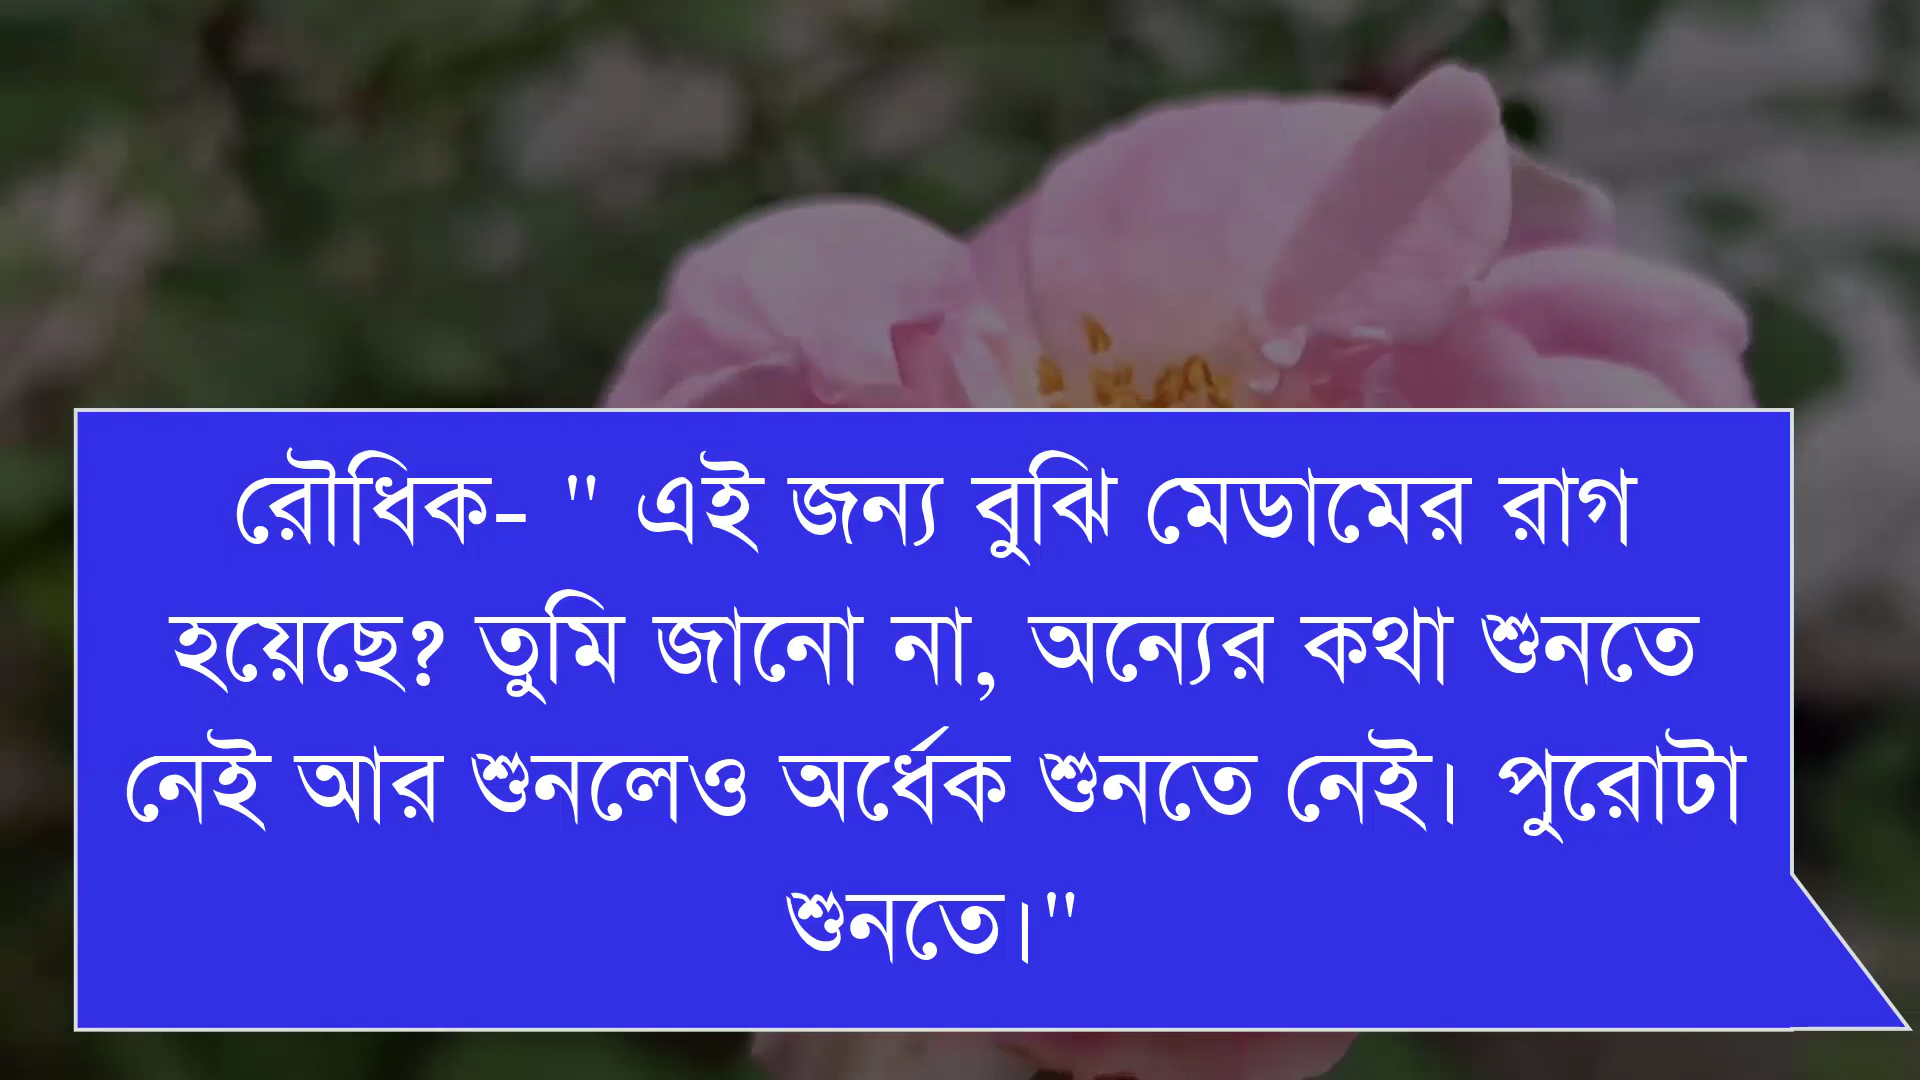 রৌধিক- " এই জন্য বুঝি মেডামের রাগ
হয়েছে? তুমি জানো না, অন্যের কথা শুনতে
নেই আর শুনলেও অর্ধেক শুনতে নেই। পুরোটা
শুনতে।"